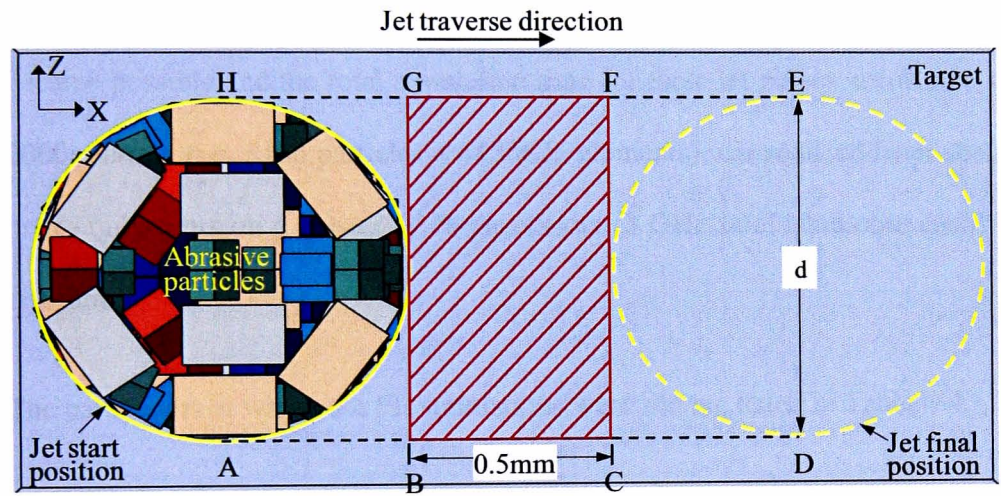 Jet traverse direction
Z
X
H
G
F
E
Target
Abrasive
particles
d
Jet start
position
A
0.5mm
B
C
D
Jet final
position